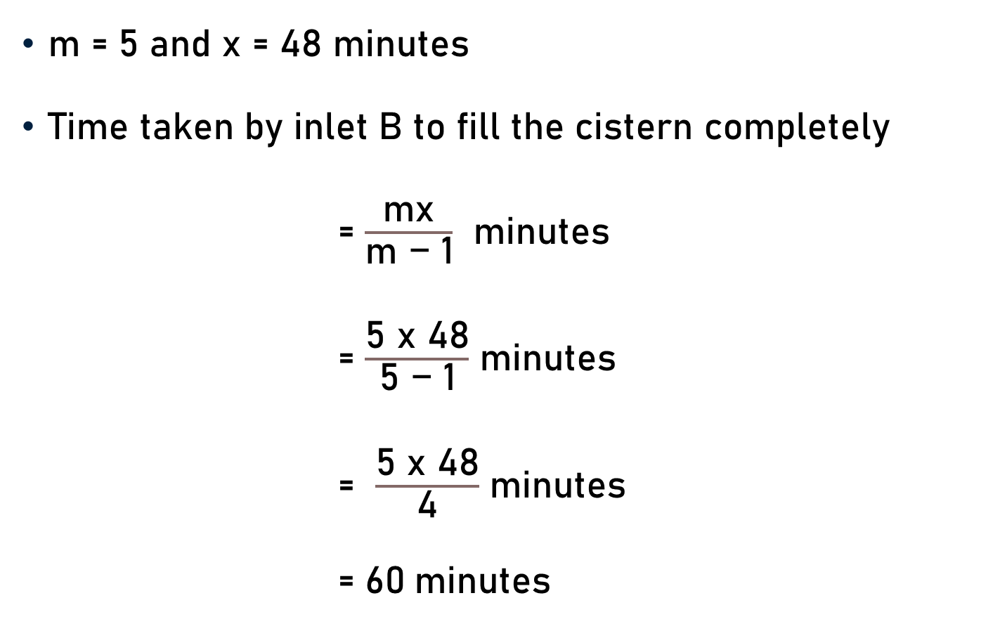 • m = 5 and x = 48 minutes
• Time taken by inlet B to fill the cistern completely
= mx / m − 1 minutes
= 5 x 48 / 5 − 1 minutes
= 5 x 48 / 4 minutes
= 60 minutes